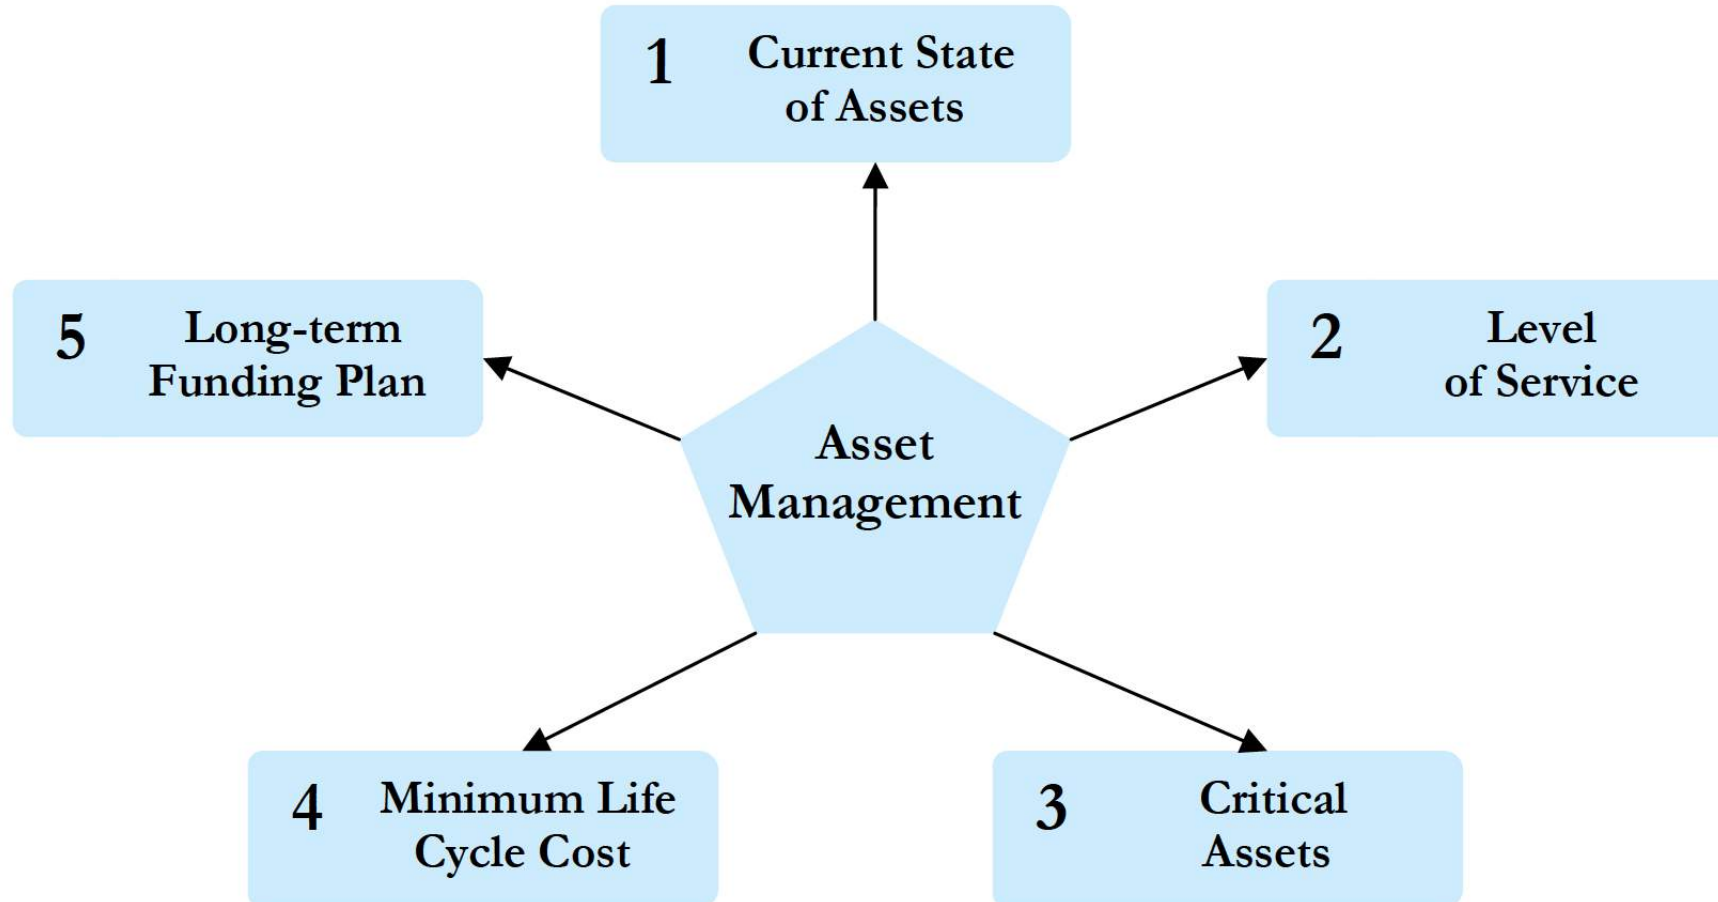 1 Current State
of Assets
5 Long-term
Funding Plan
2 Level
of Service
Asset
Management
4 Minimum Life
Cycle Cost
3 Critical
Assets